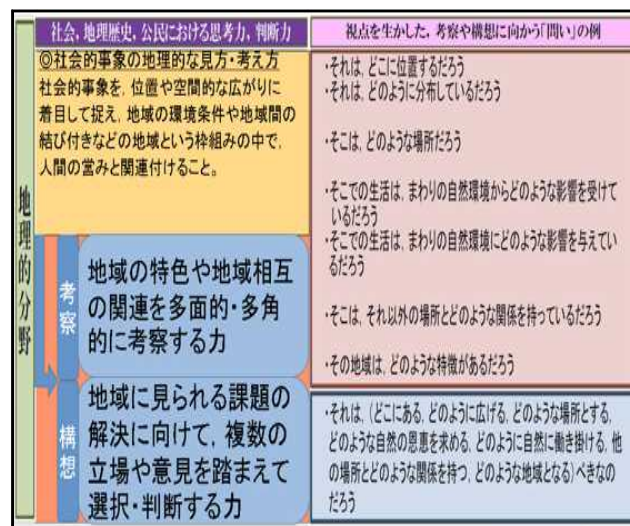 社会, 地理歴史, 公民における思考力, 判断力
◎社会的事象の地理的な見方・考え方
社会的事象を, 位置や空間的な広がりに
着目して捉え, 地域の環境条件や地域間の
結び付きなどの地域という枠組みの中で,
人間の営みと関連付けること。
地理的分野
考察
地域の特色や地域相互
の関連を多面的・多角
的に考察する力
構想
地域に見られる課題の
解決に向けて, 複数の
立場や意見を踏まえて
選択・判断する力
視点を生かした, 考察や構想に向かう「問い」の例
・それは, どこに位置するだろう
・それは, どのように分布しているだろう
・そこは, どのような場所だろう
・そこでの生活は, まわりの自然環境からどのような影響を受けて
いるだろう
・そこでの生活は, まわりの自然環境にどのような影響を与えてい
るだろう
・そこは, それ以外の場所とどのような関係を持っているだろう
・その地域は, どのような特徴があるだろう
・それは, (どこにある, どのように広げる, どのような場所とする,
どのような自然の恩恵を求める, どのように自然に働き掛ける, 他
の場所とどのような関係を持つ, どのような地域となる)べきなの
だろう